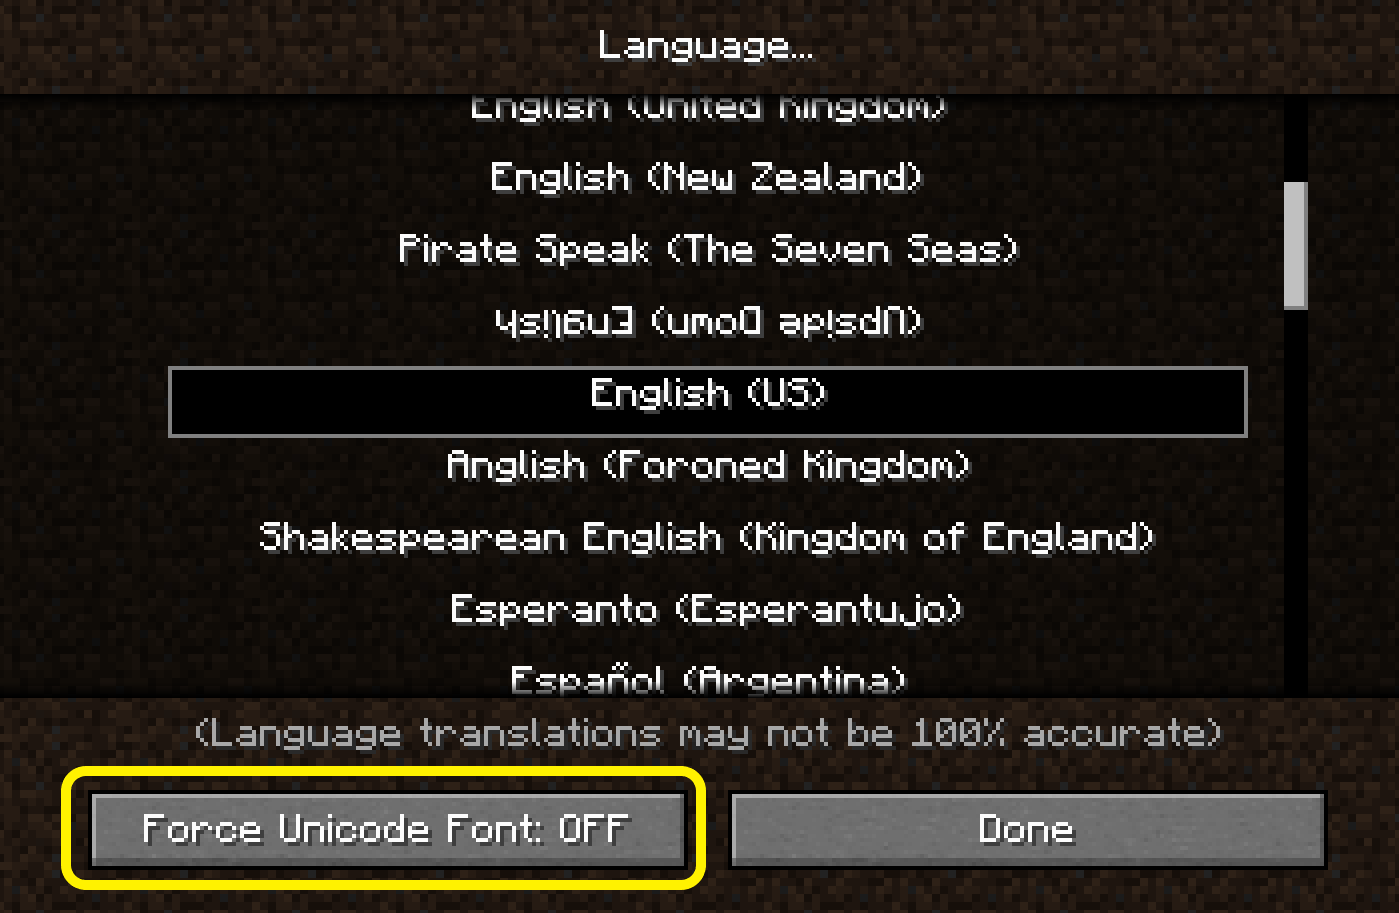 Language...
English (United Kingdom)
English (New Zealand)
Pirate Speak (The Seven Seas)
ɥsᴉꞁᵷuƎ (uʍoᗡ ǝpᴉsd∩)
English (US)
Anglish (Foroned Kingdom)
Shakespearean English (Kingdom of England)
Esperanto (Esperantujo)
Español (Argentina)
(Language translations may not be 100% accurate)
Force Unicode Font: OFF
Done